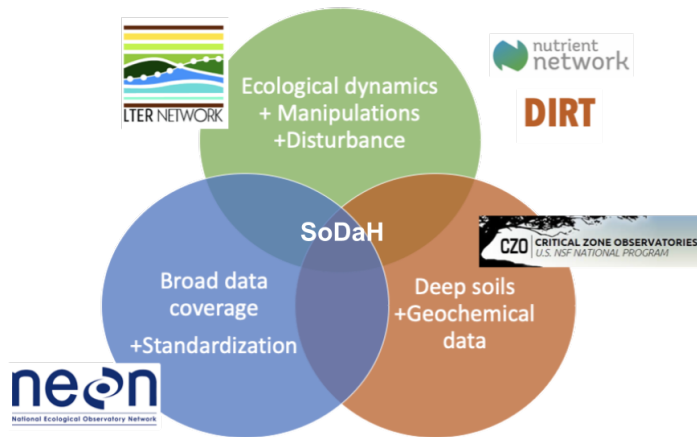 LTER NETWORK
nutrient
network
DIRT
Ecological dynamics
+ Manipulations
+Disturbance
SoDaH
CZO
CRITICAL ZONE OBSERVATORIES
U.S. NSF NATIONAL PROGRAM
Broad data
coverage
+Standardization
Deep soils
+Geochemical
data
neon
National Ecological Observatory Network